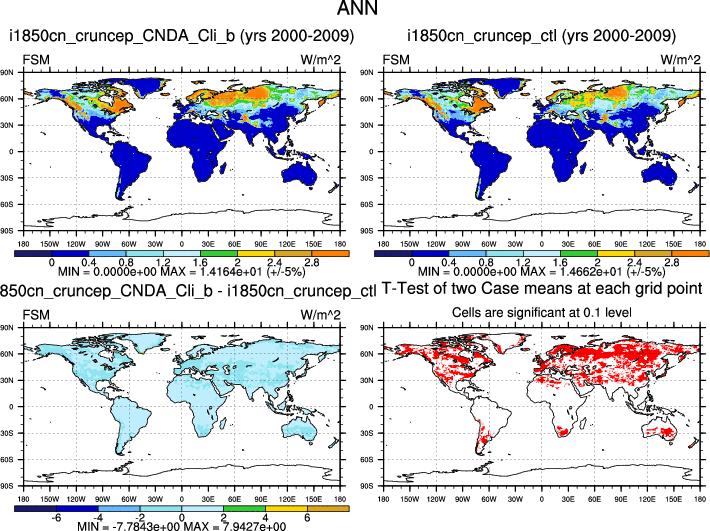 ANN
i1850cn_cruncep_CNDA_Cli_b (yrs 2000-2009)
FSM W/m^2
90N
60N
30N
0
30S
60S
90S
180 150W 120W 90W 60W 30W 0 30E 60E 90E 120E 150E 180
0 0.4 0.8 1.2 1.6 2 2.4 2.8
MIN = 0.0000e+00 MAX = 1.4164e+01 (+/-5%)
i1850cn_cruncep_ctl (yrs 2000-2009)
FSM W/m^2
90N
60N
30N
0
30S
60S
90S
180 150W 120W 90W 60W 30W 0 30E 60E 90E 120E 150E 180
0 0.4 0.8 1.2 1.6 2 2.4 2.8
MIN = 0.0000e+00 MAX = 1.4662e+01 (+/-5%)
850cn_cruncep_CNDA_Cli_b - i1850cn_cruncep_ctl
FSM W/m^2
90N
60N
30N
0
30S
60S
90S
180 150W 120W 90W 60W 30W 0 30E 60E 90E 120E 150E 180
-6 -4 -2 0 2 4 6
MIN = -7.7843e+00 MAX = 7.9427e+00
T-Test of two Case means at each grid point
Cells are significant at 0.1 level
90N
60N
30N
0
30S
60S
90S
180 150W 120W 90W 60W 30W 0 30E 60E 90E 120E 150E 180